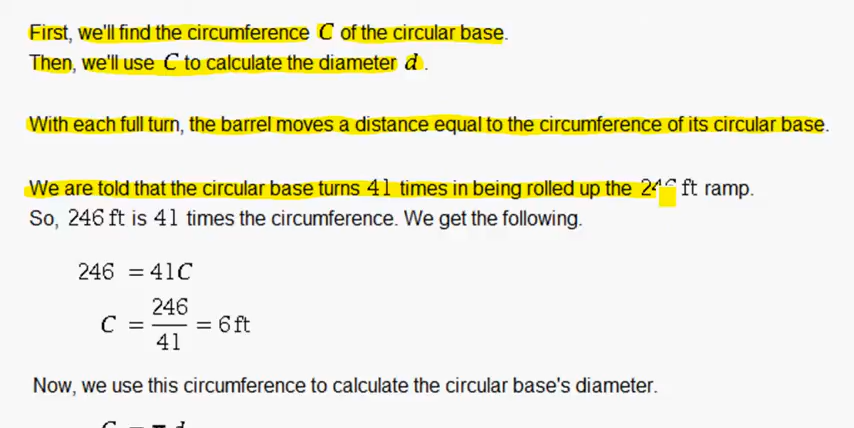 First, we'll find the circumference C of the circular base.
Then, we'll use C to calculate the diameter d.
With each full turn, the barrel moves a distance equal to the circumference of its circular base.
We are told that the circular base turns 41 times in being rolled up the 246 ft ramp.
So, 246 ft is 41 times the circumference. We get the following.
246 = 41C
C = 246/41 = 6 ft
Now, we use this circumference to calculate the circular base's diameter.